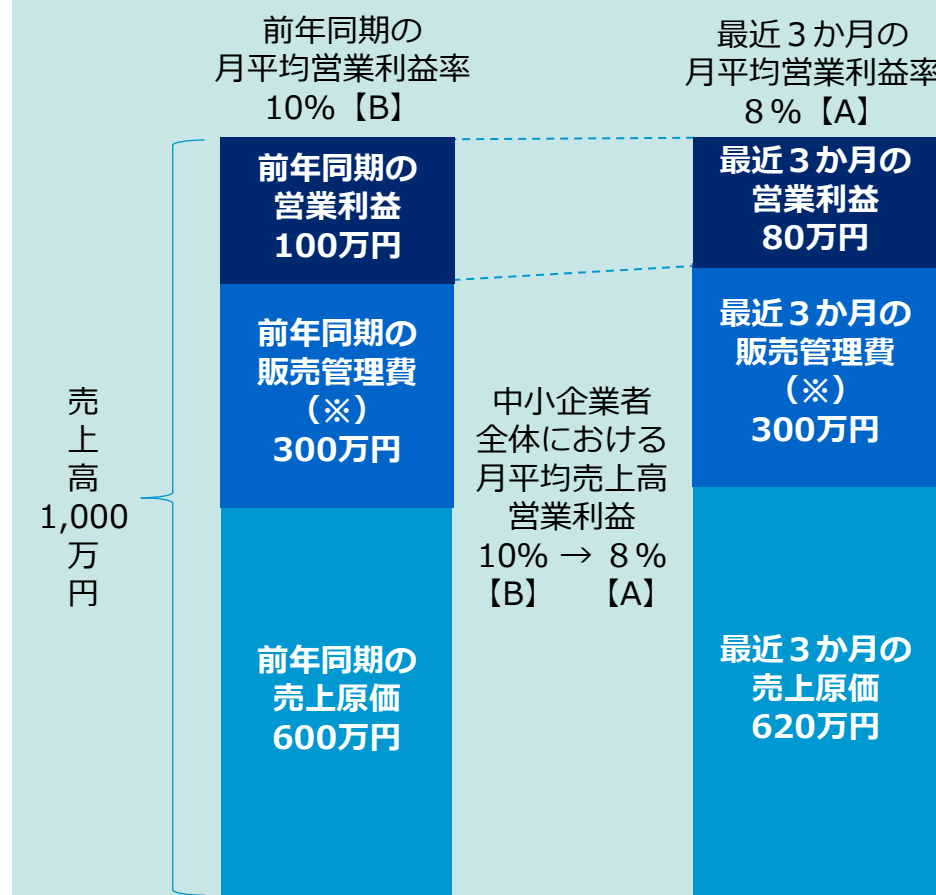 前年同期の
月平均営業利益率
10%【B】
最近３か月の
月平均営業利益率
８%【A】
前年同期の
営業利益
100万円
最近３か月の
営業利益
80万円
前年同期の
販売管理費
（※）
300万円
最近３か月の
販売管理費
（※）
300万円
売
上
高
1,000
万
円
中小企業者
全体における
月平均売上高
営業利益
10% → ８%
【B】　【A】
前年同期の
売上原価
600万円
最近３か月の
売上原価
620万円